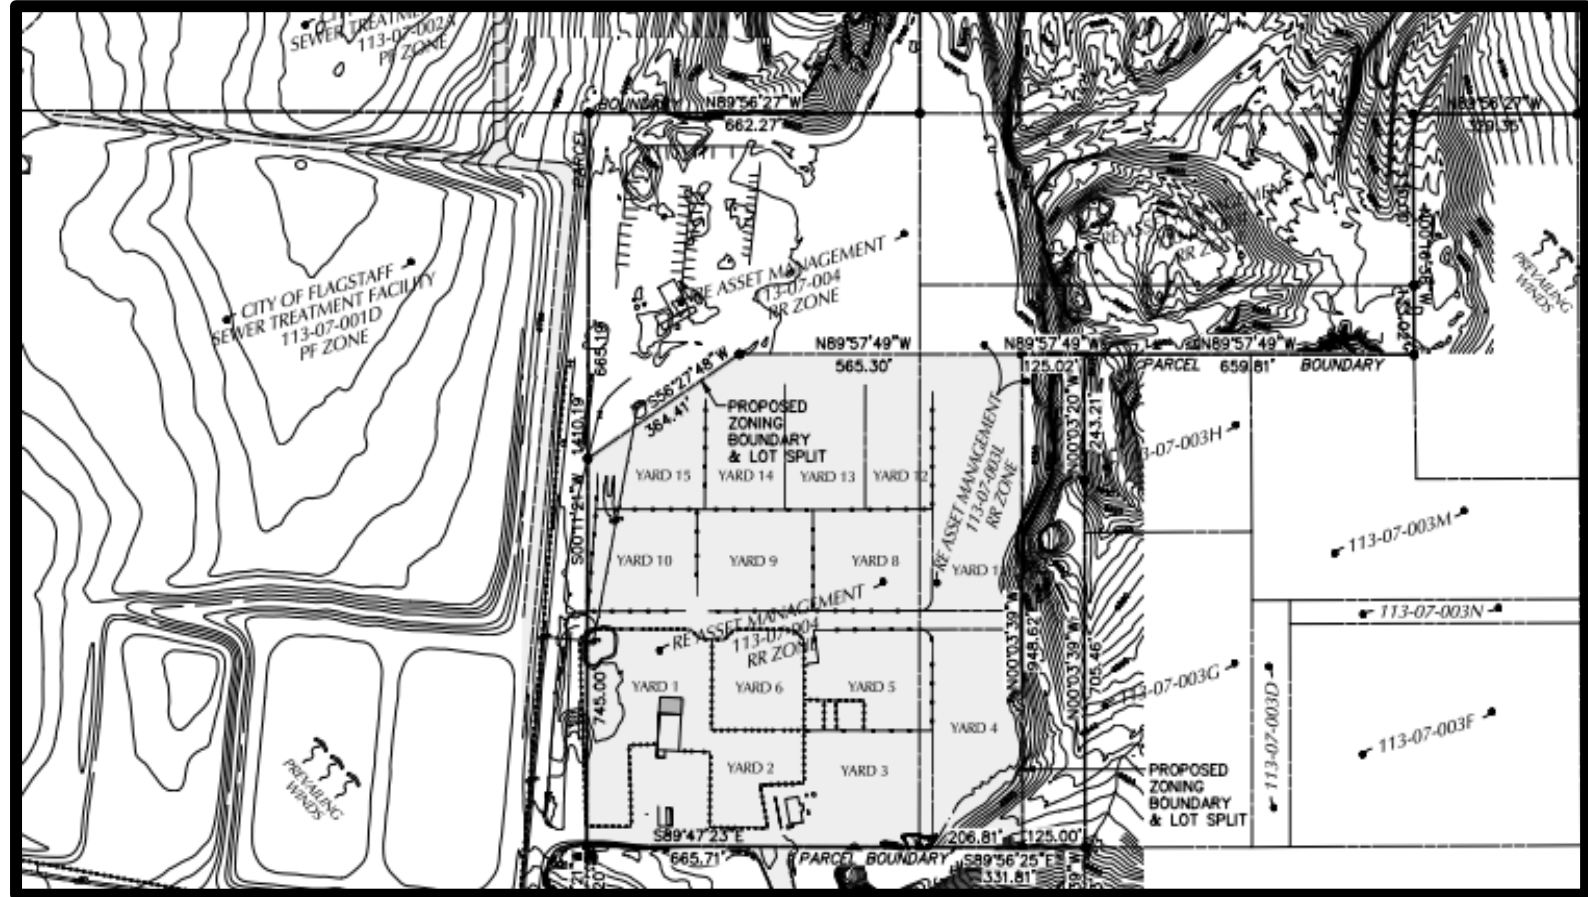 SEWER TREATMENT
113-07-002A
PF ZONE
BOUNDARY
N89°56'27"W
662.27'
N89°56'27"W
PARCEL
CITY OF FLAGSTAFF
SEWER TREATMENT FACILITY
113-07-001D
PF ZONE
RE ASSET MANAGEMENT
113-07-004
RR ZONE
RE ASSET MANAGEMENT
RR ZONE
PREVAILING
WINDS
665.19'
1410.19'
S00°11'21"W
S56°27'48"W
364.41'
N89°57'49"W
565.30'
N89°57'49"W
125.02'
N89°57'49"W
PARCEL
659.81'
BOUNDARY
PROPOSED
ZONING
BOUNDARY
& LOT SPLIT
N00°03'20"W
243.21'
RE ASSET MANAGEMENT
113-07-003L
RR ZONE
113-07-003H
YARD 15
YARD 14
YARD 13
YARD 12
YARD 10
YARD 9
YARD 8
YARD 1
113-07-003M
113-07-003N
RE ASSET MANAGEMENT
113-07-004
RR ZONE
N00°03'39"W
948.62'
N00°03'39"W
705.46'
113-07-003G
113-07-003D
113-07-003F
745.00'
YARD 1
YARD 6
YARD 5
YARD 4
YARD 2
YARD 3
PREVAILING
WINDS
PROPOSED
ZONING
BOUNDARY
& LOT SPLIT
S89°47'23"E
665.71'
PARCEL BOUNDARY
206.81'
125.00'
S89°56'25"E
331.81'